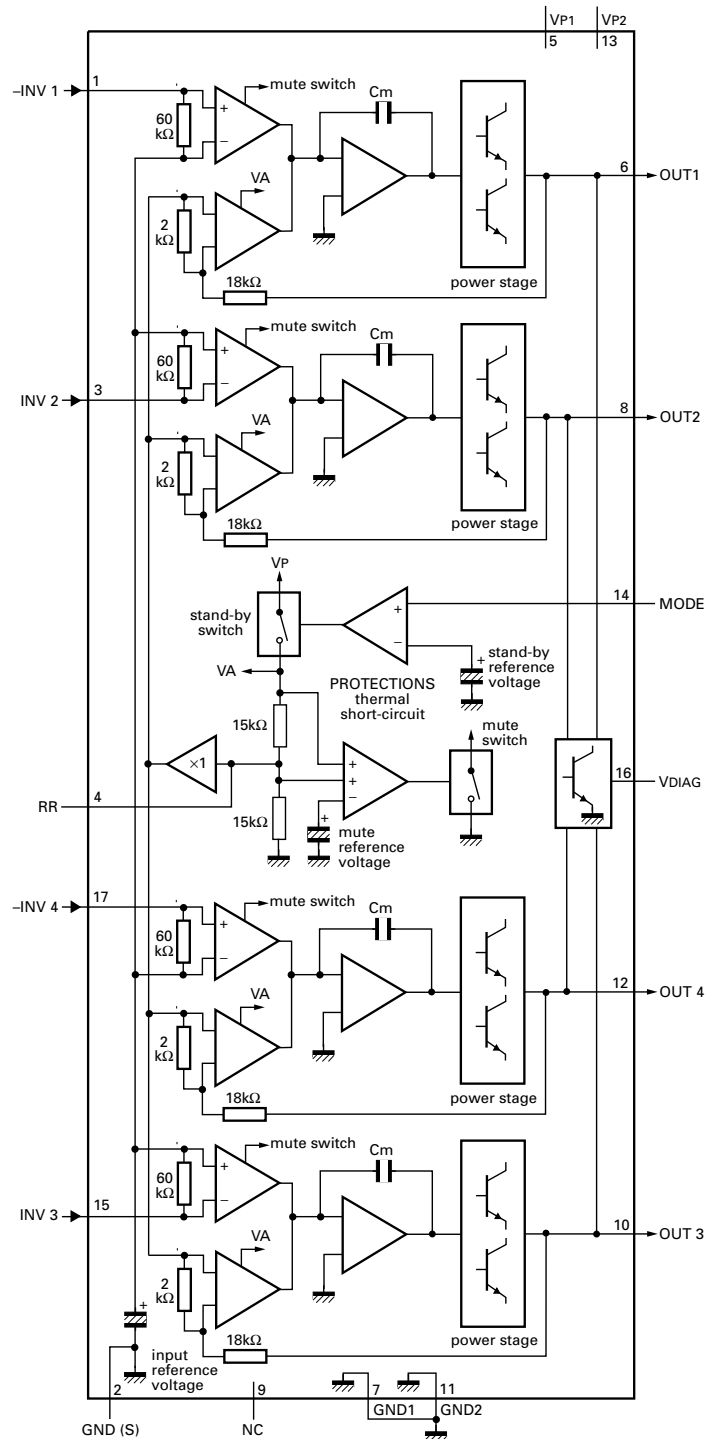 VP1 VP2
5 13
–INV 1 1
mute switch
Cm
60
kΩ
+
–
VA
2
kΩ
18kΩ
power stage
6 OUT1
mute switch
Cm
60
kΩ
+
–
INV 2 3
VA
2
kΩ
18kΩ
power stage
8 OUT2
VP
stand-by
switch
+
–
14 MODE
+
stand-by
reference
voltage
VA
PROTECTIONS
thermal
short-circuit
15kΩ
mute
switch
×1
+
+
–
16 VDIAG
RR 4
15kΩ
+
mute
reference
voltage
–INV 4 17
mute switch
Cm
60
kΩ
+
–
VA
2
kΩ
18kΩ
power stage
12 OUT 4
mute switch
Cm
60
kΩ
+
–
INV 3 15
VA
2
kΩ
18kΩ
power stage
10 OUT 3
+
input
reference
voltage
2 9 7 11
GND (S) NC GND1 GND2